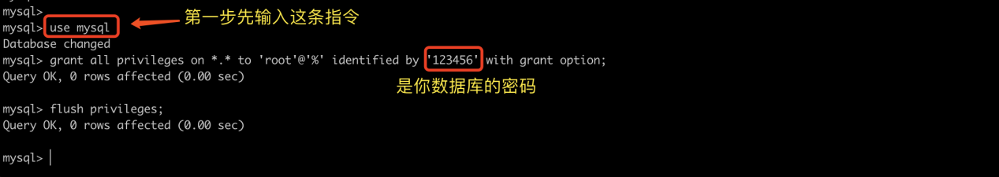 mysql>
mysql> use mysql
第一步先输入这条指令
Database changed
mysql> grant all privileges on *.* to 'root'@'%' identified by '123456' with grant option;
Query OK, 0 rows affected (0.00 sec)
是你数据库的密码
mysql> flush privileges;
Query OK, 0 rows affected (0.00 sec)
mysql>